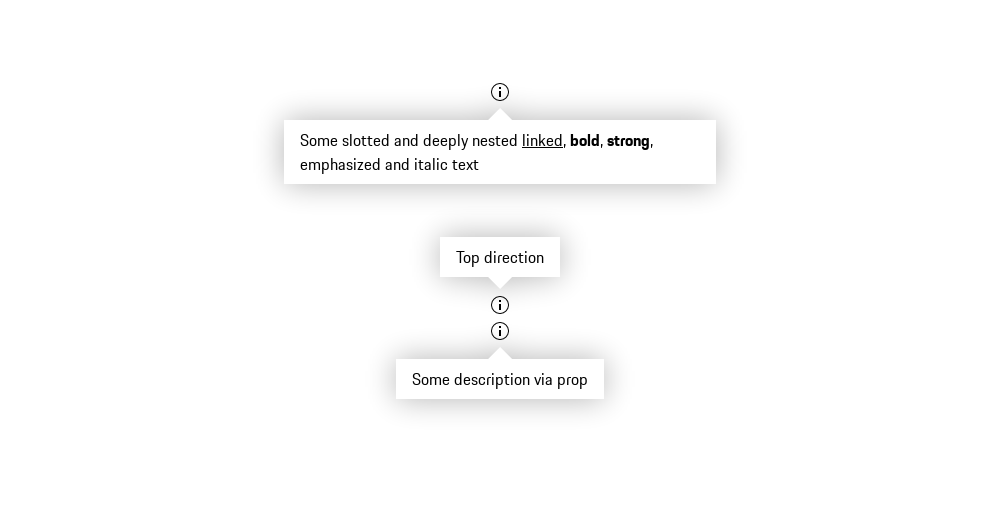 Some slotted and deeply nested linked, bold, strong,
emphasized and italic text
Top direction
Some description via prop